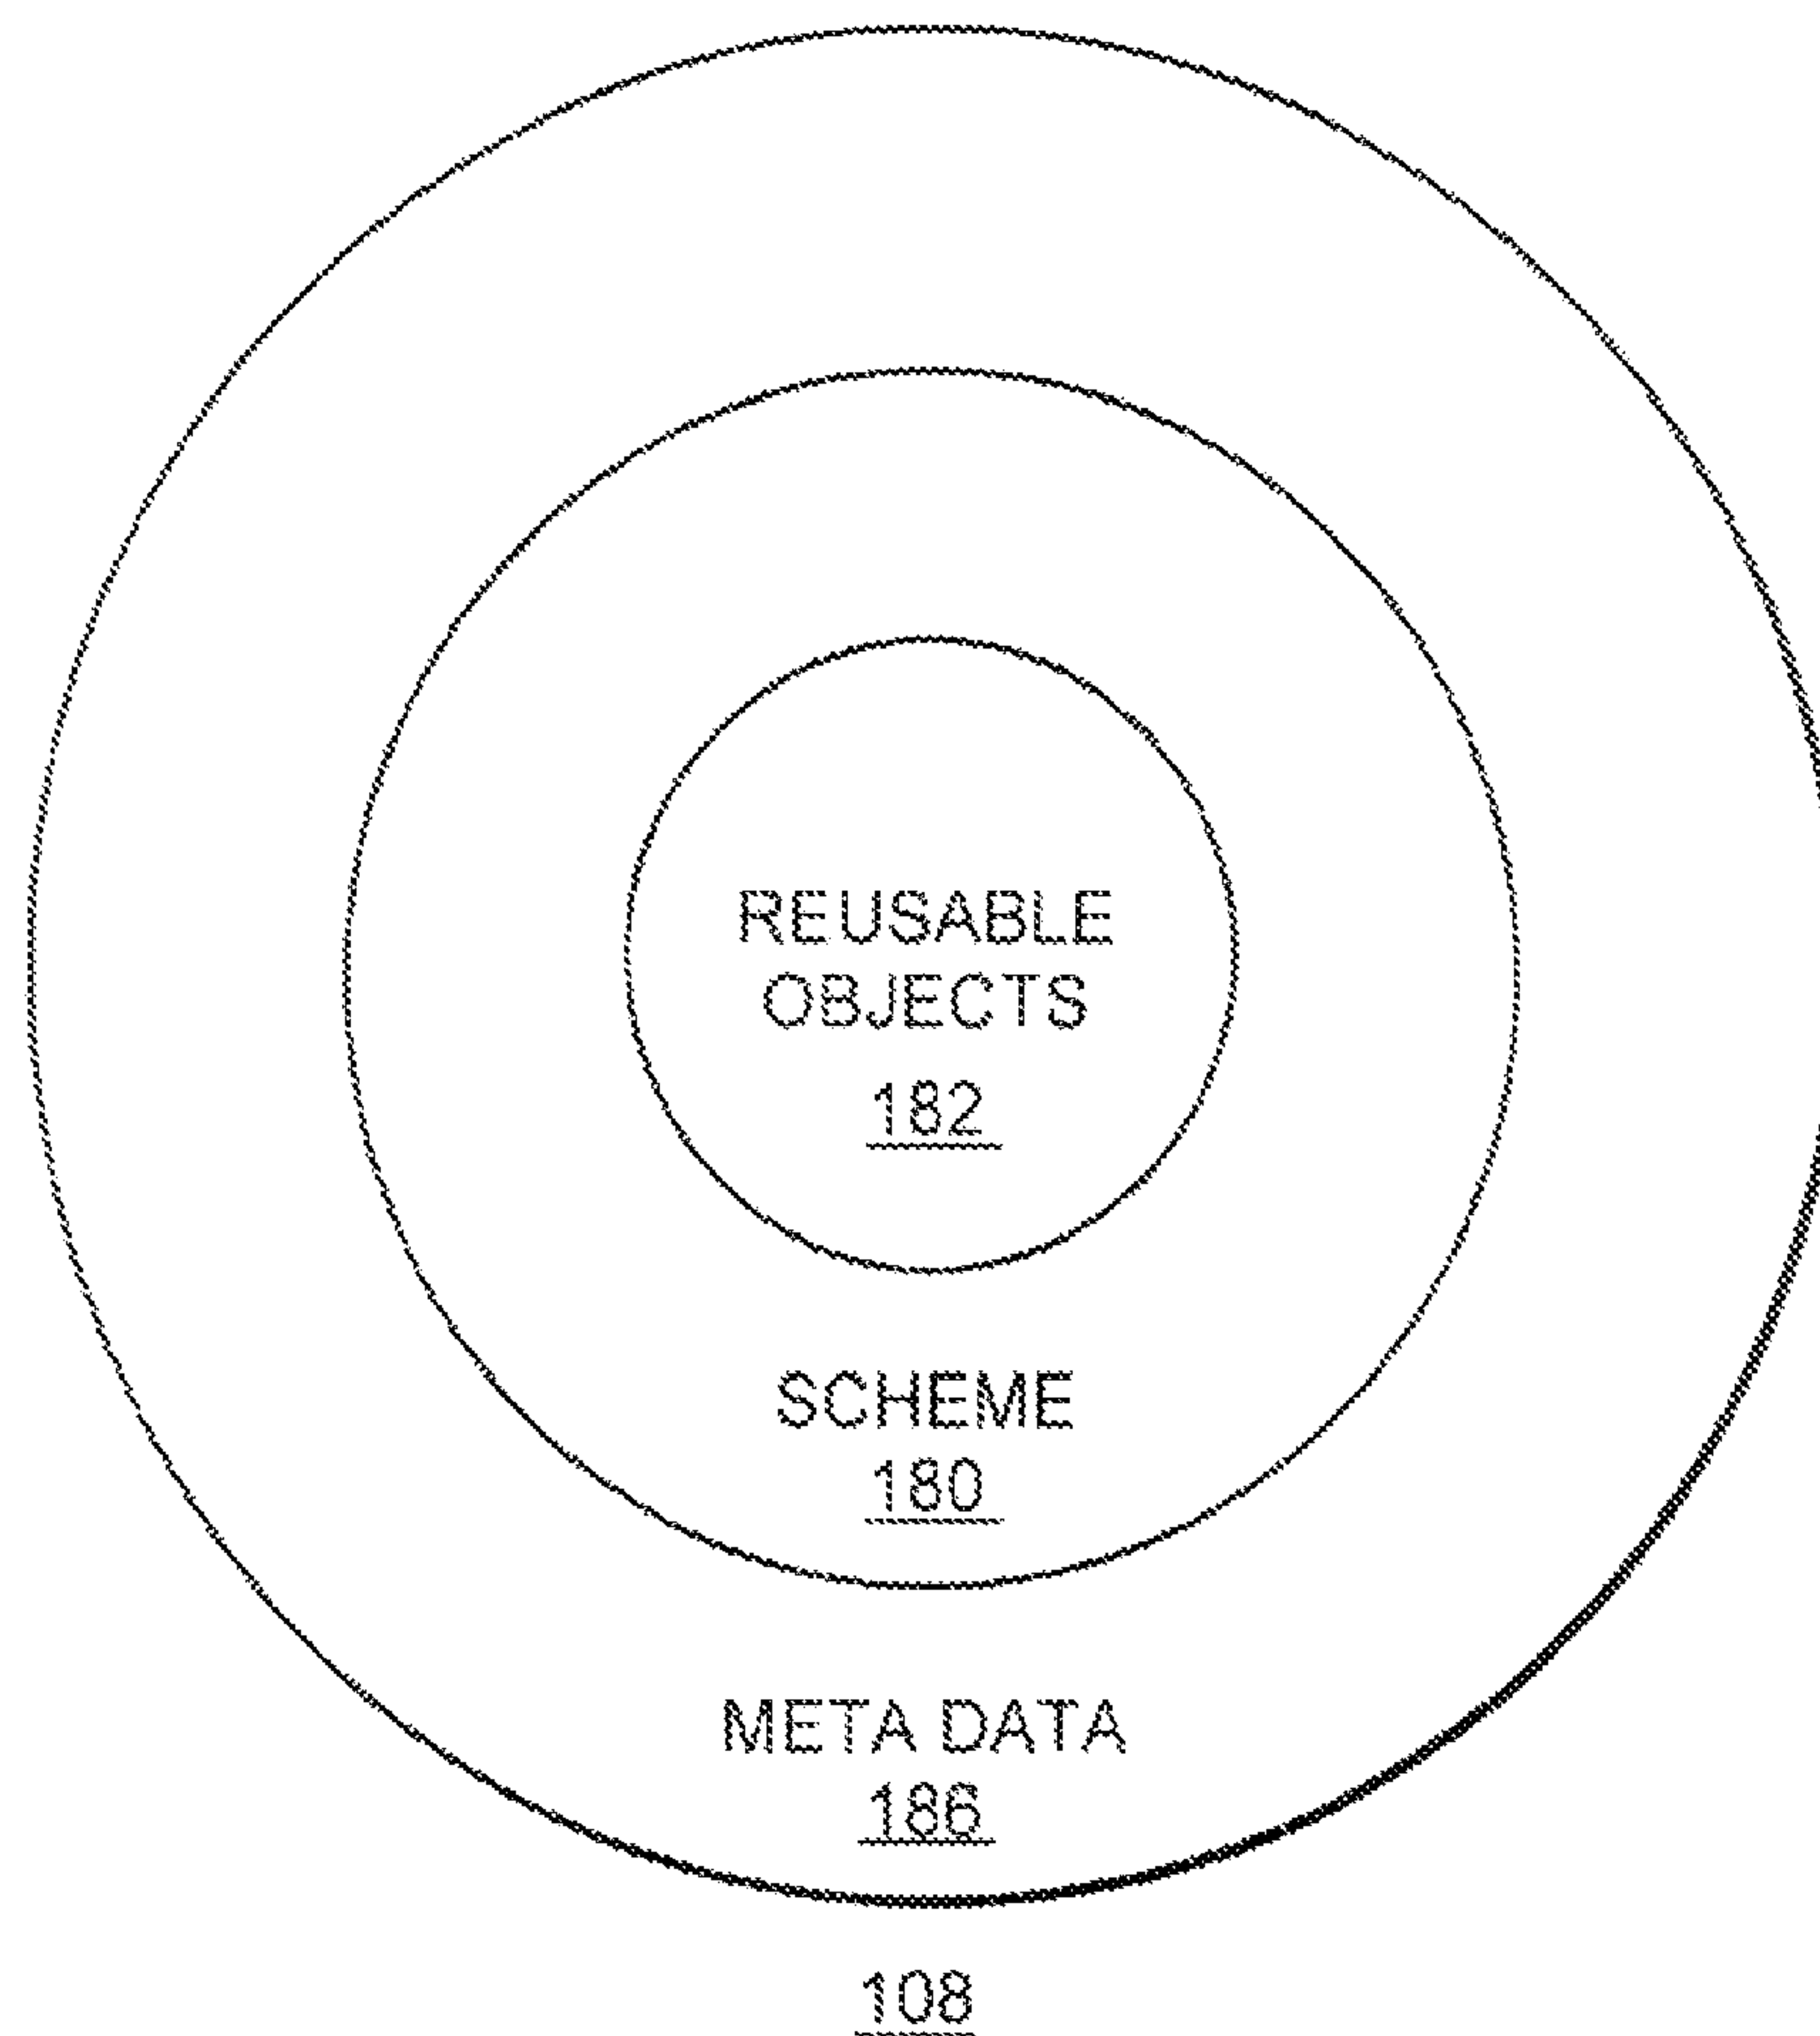 REUSABLE
OBJECTS
182
SCHEME
180
META DATA
186
108